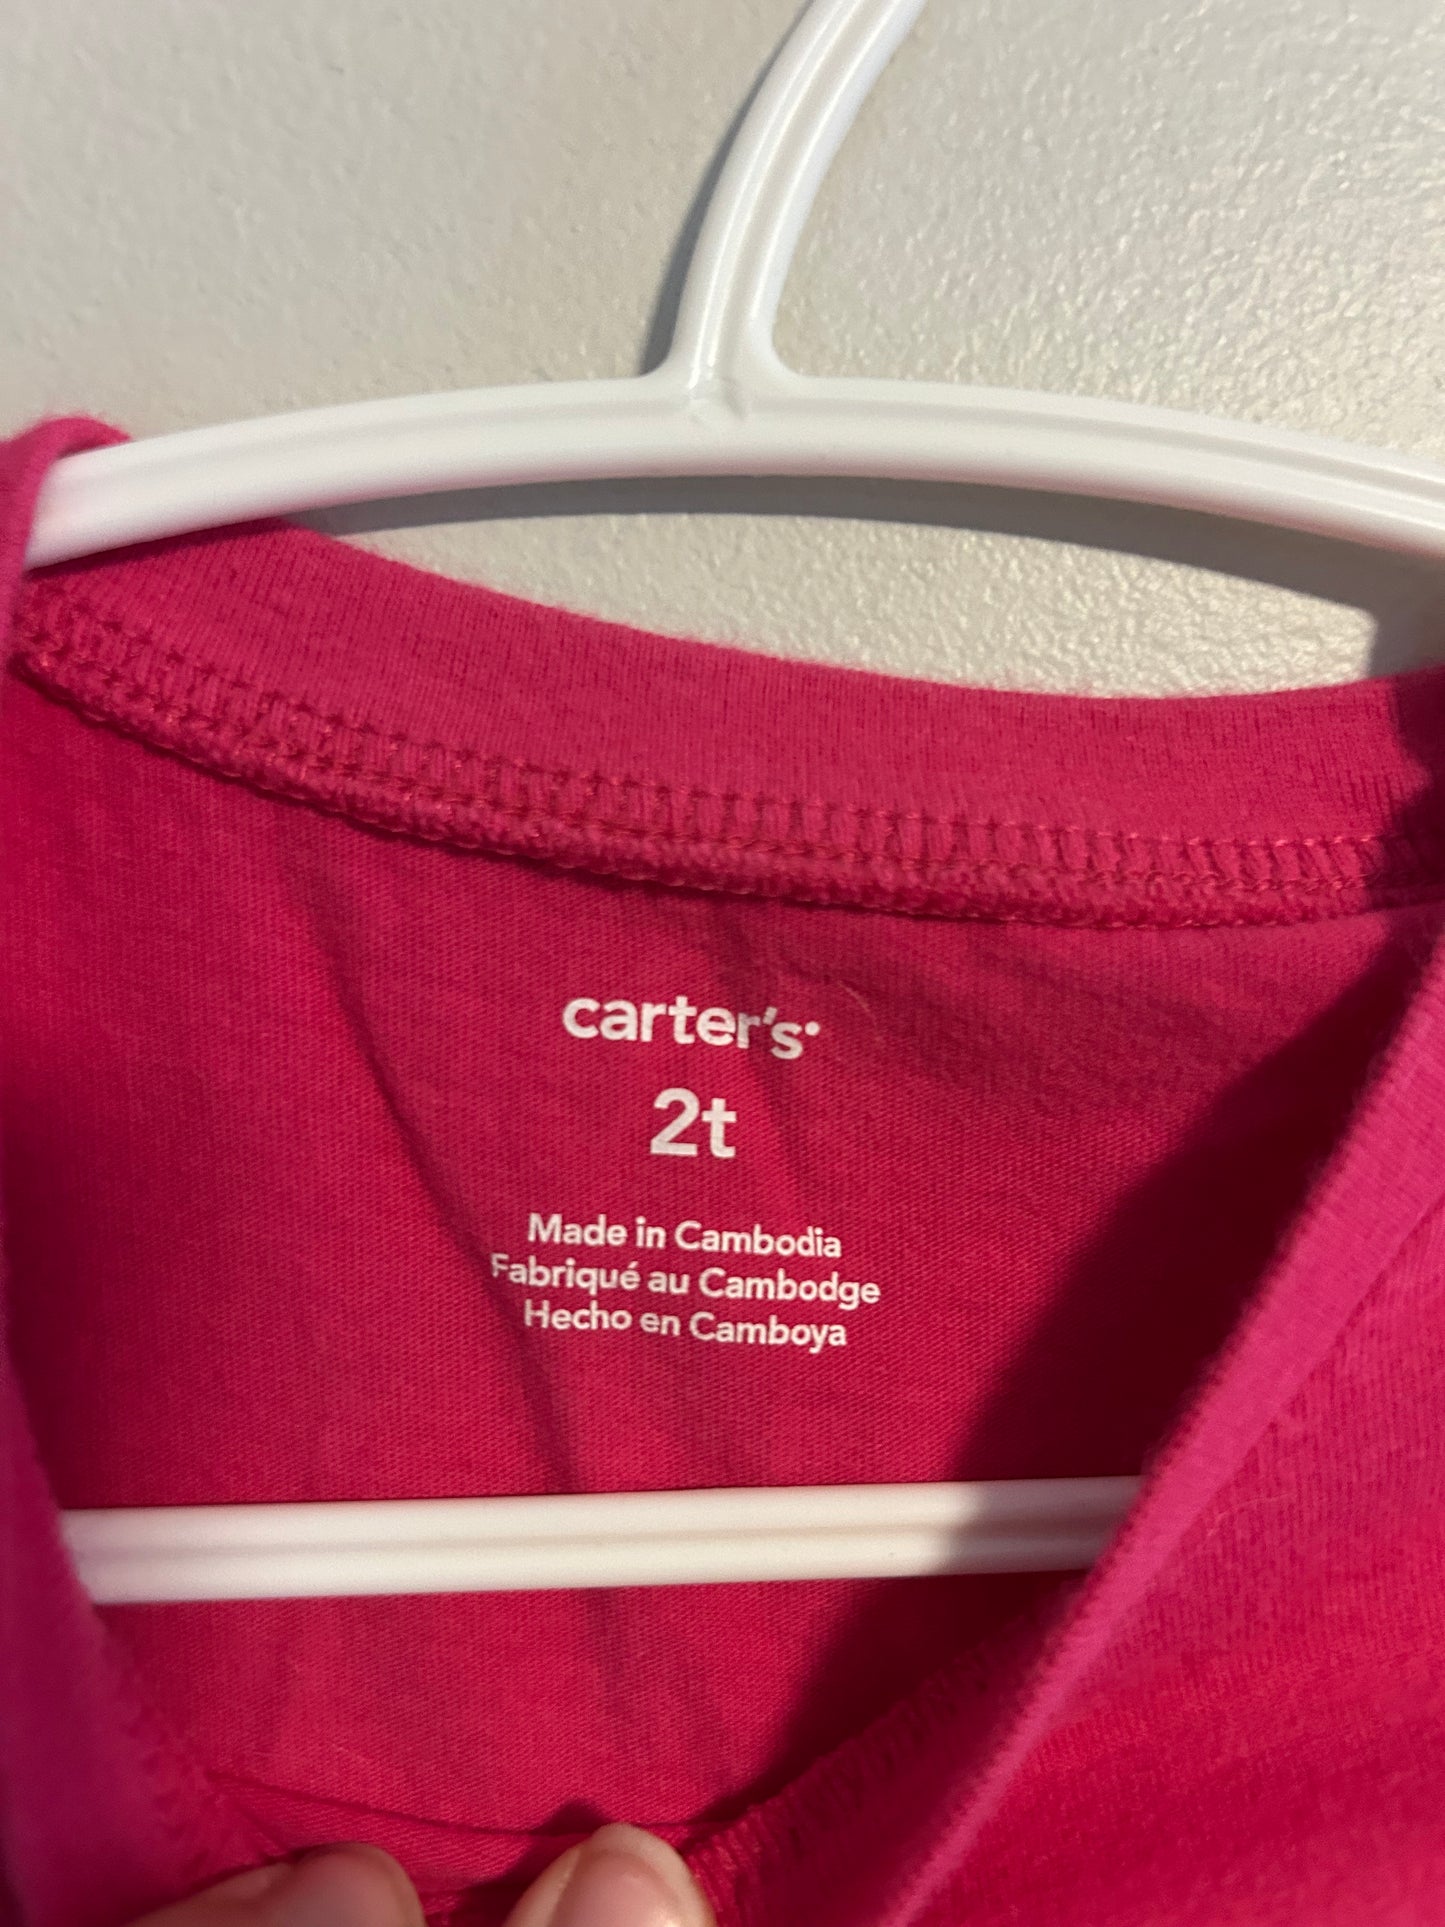 carter's
2t
Made in Cambodia
Fabriqué au Cambodge
Hecho en Camboya